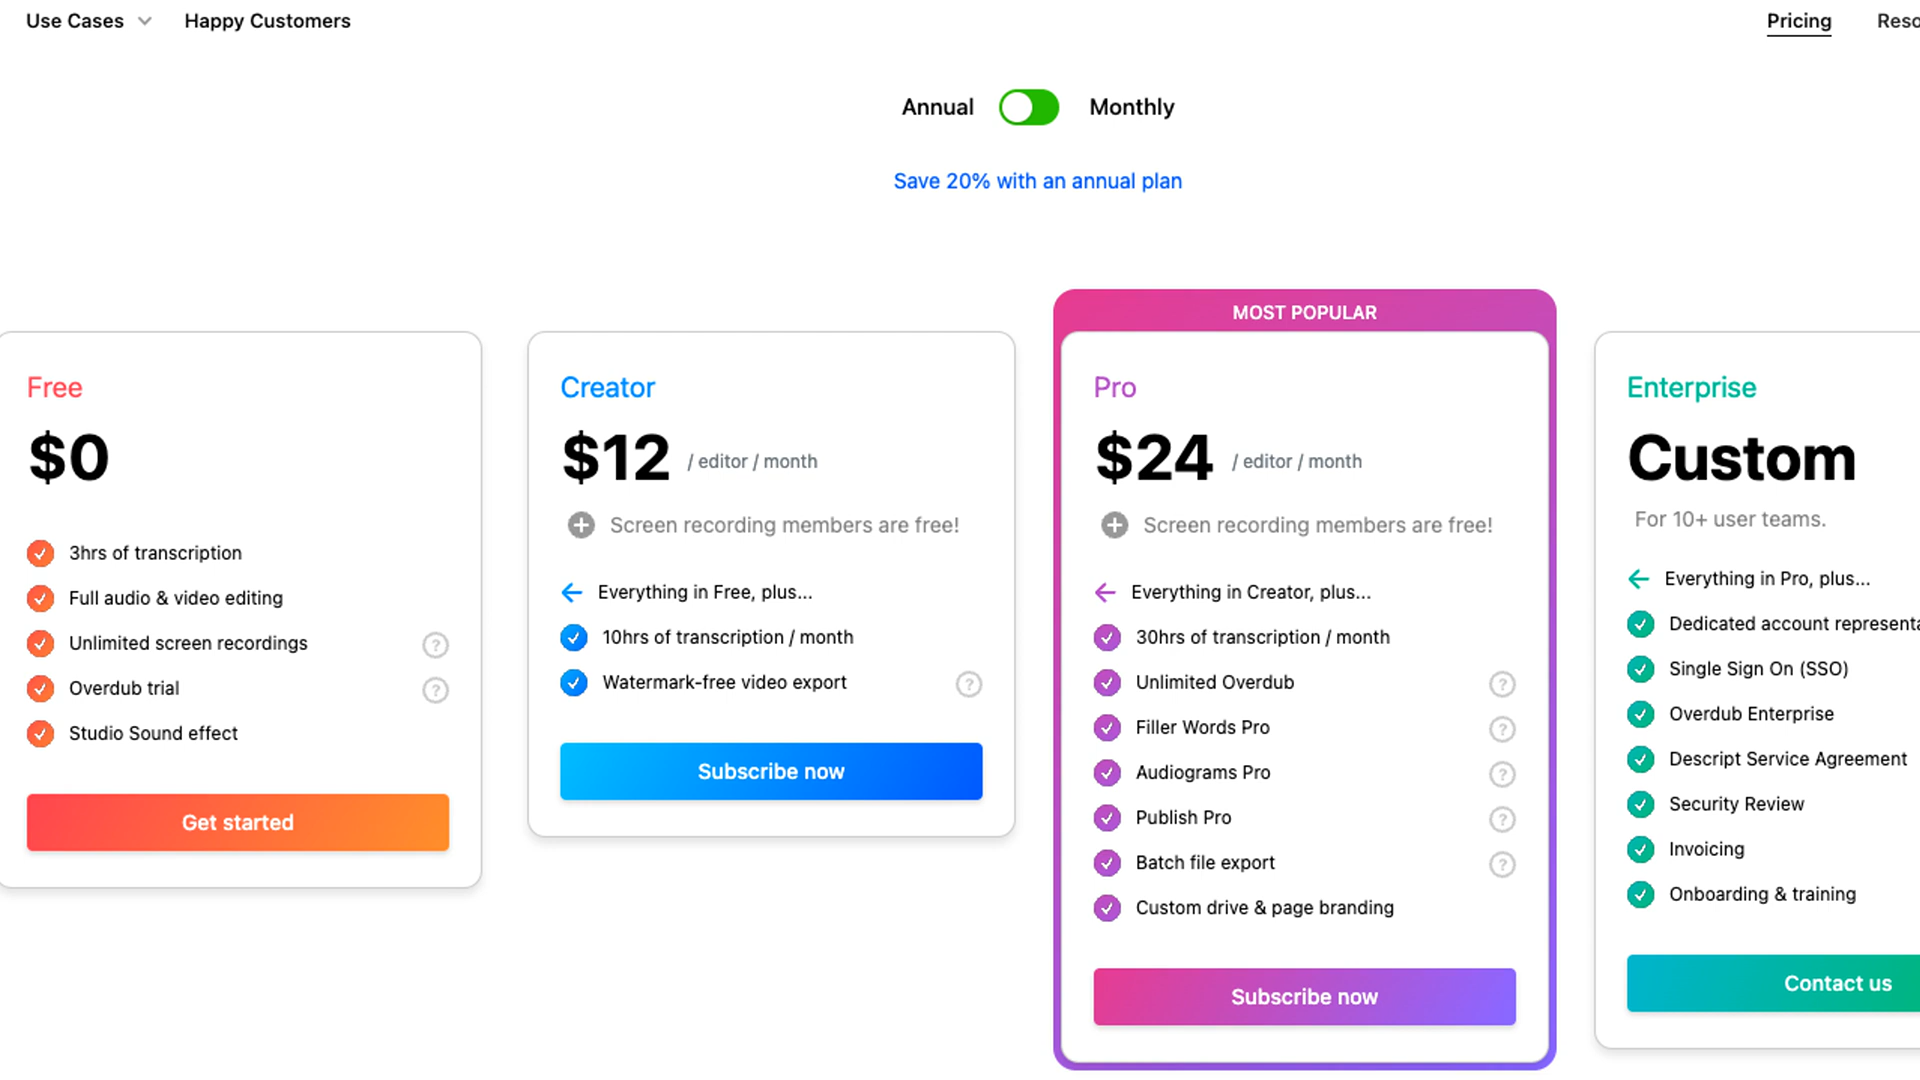 Use Cases Happy Customers Pricing Reso
Annual Monthly
Save 20% with an annual plan
Free
$0
3hrs of transcription
Full audio & video editing
Unlimited screen recordings ?
Overdub trial ?
Studio Sound effect
Get started
Creator
$12 / editor / month
Screen recording members are free!
Everything in Free, plus...
10hrs of transcription / month
Watermark-free video export ?
Subscribe now
MOST POPULAR
Pro
$24 / editor / month
Screen recording members are free!
Everything in Creator, plus...
30hrs of transcription / month
Unlimited Overdub ?
Filler Words Pro ?
Audiograms Pro ?
Publish Pro ?
Batch file export ?
Custom drive & page branding
Subscribe now
Enterprise
Custom
For 10+ user teams.
Everything in Pro, plus...
Dedicated account representa
Single Sign On (SSO)
Overdub Enterprise
Descript Service Agreement
Security Review
Invoicing
Onboarding & training
Contact us